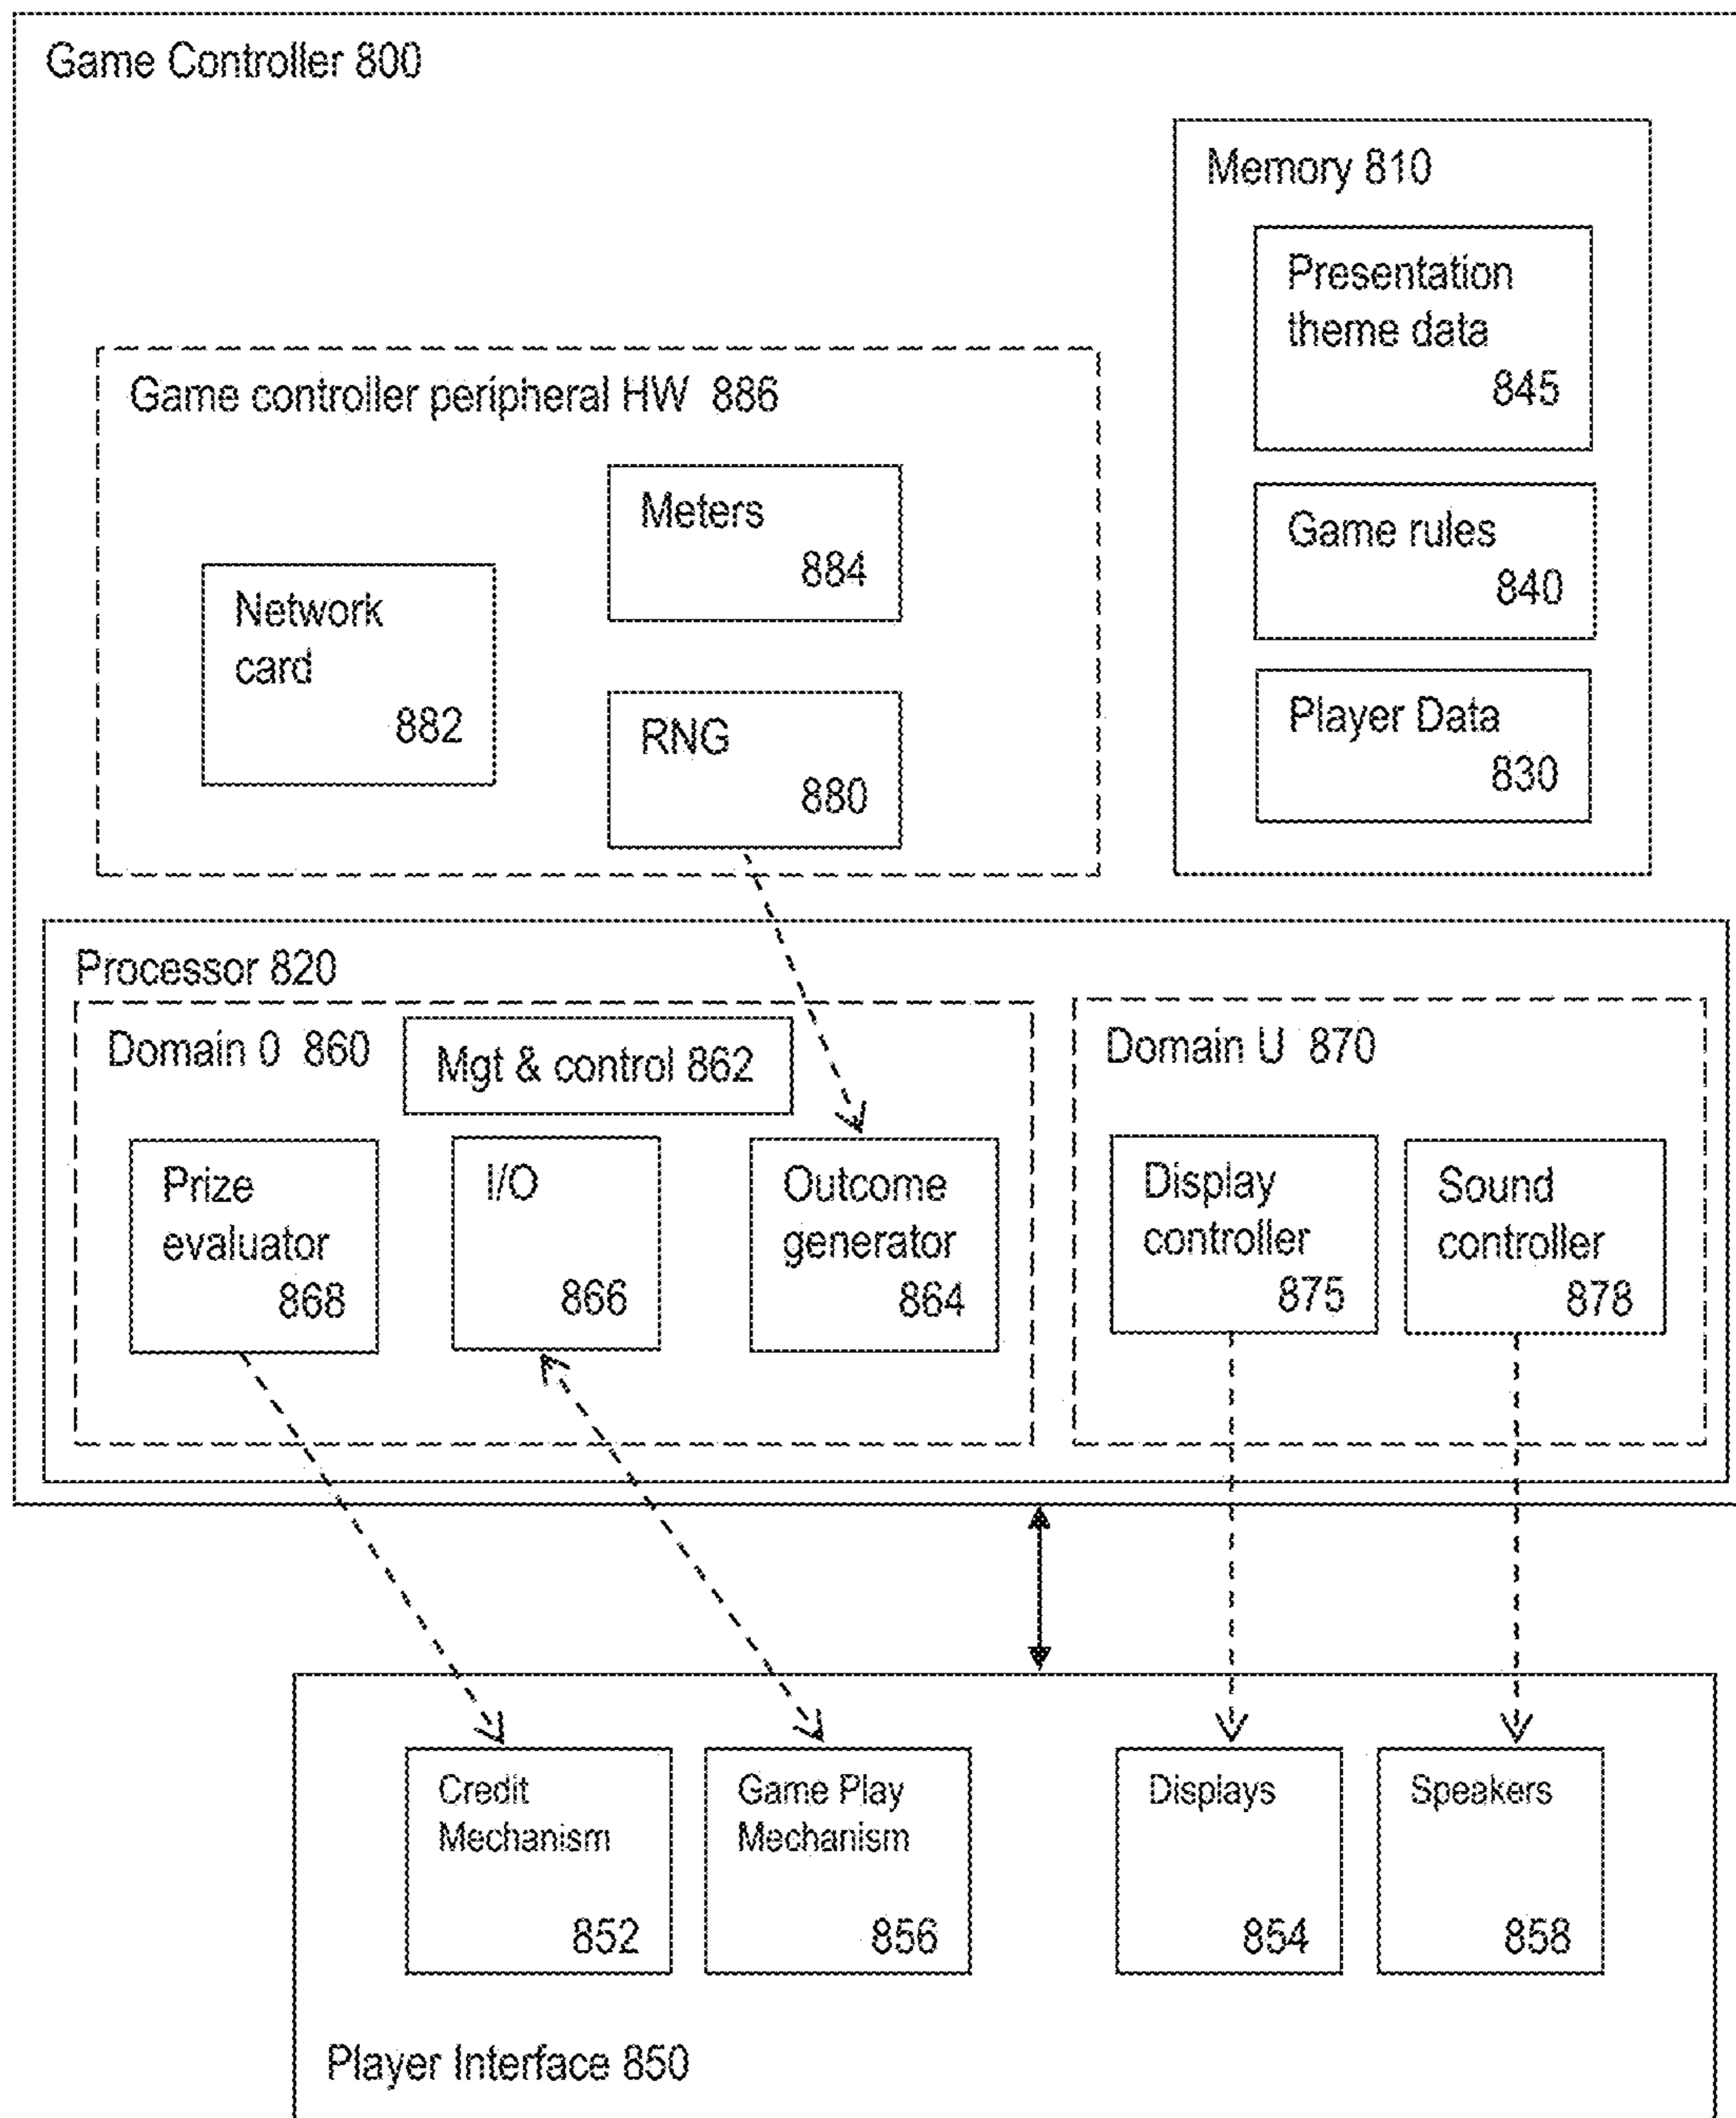 Game Controller 800
Memory 810
Presentation
theme data
845
Game rules
840
Player Data
830
Game controller peripheral HW 886
Meters
884
Network
card
882
RNG
880
Processor 820
Domain 0 860
Mgt & control 862
Prize
evaluator
868
I/O
866
Outcome
generator
864
Domain U 870
Display
controller
875
Sound
controller
878
Credit
Mechanism
852
Game Play
Mechanism
856
Displays
854
Speakers
858
Player Interface 850